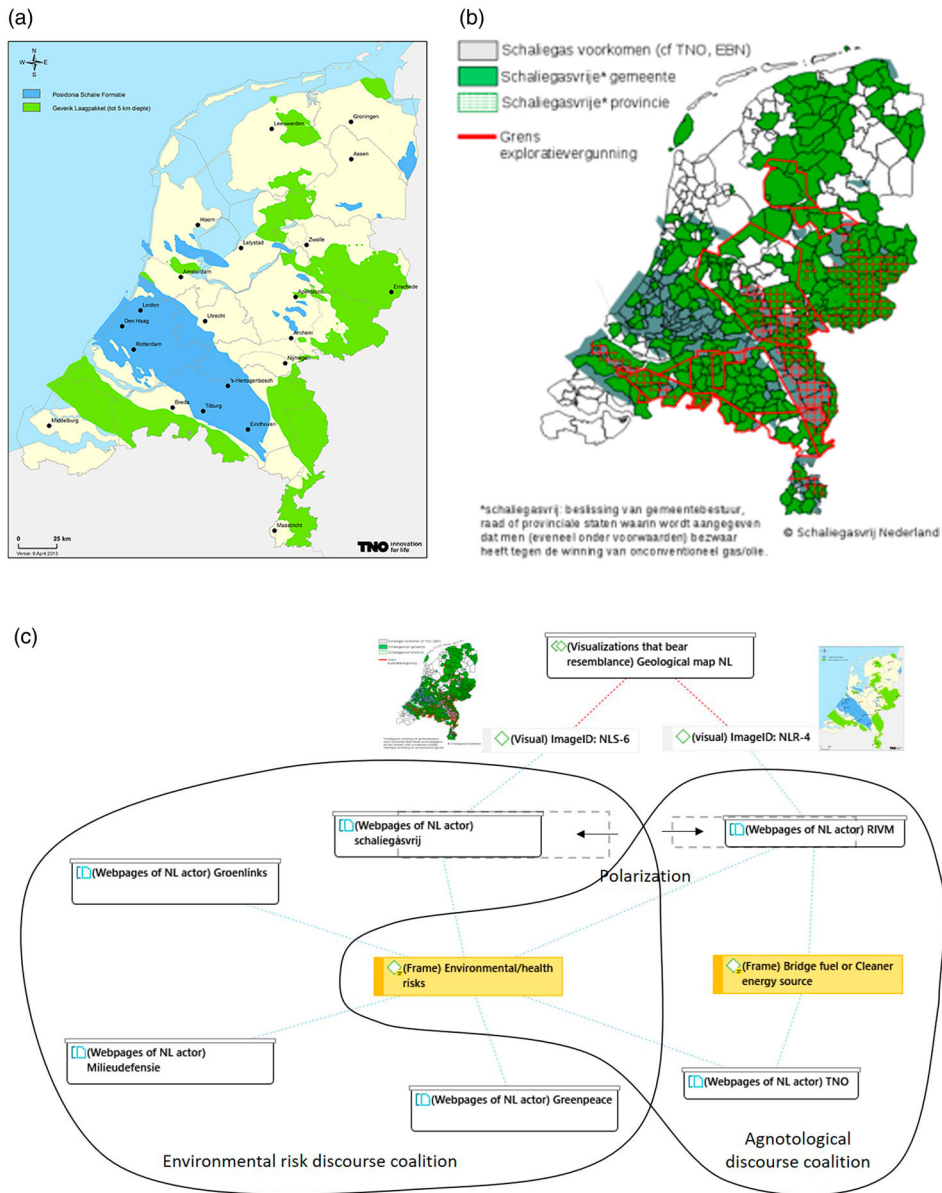 (a)
N
W E
S
Posidonia Schalie Formatie
Geverik Laagpakket (tot 5 km diepte)
Leeuwarden
Groningen
Assen
Hoorn
Lelystad
Zwolle
Amsterdam
Enschede
Apeldoorn
Leiden
Utrecht
Den Haag
Rotterdam
Arnhem
Nijmegen
's-Hertogenbosch
Breda
Tilburg
Middelburg
Eindhoven
Maastricht
0 25 km
Versie: 9 April 2013
TNO innovation
for life
(b)
Schaliegas voorkomen (cf TNO, EBN)
Schaliegasvrije* gemeente
Schaliegasvrije* provincie
Grens
exploratievergunning
*schaliegasvrij: beslissing van gemeentebestuur,
raad of provinciale staten waarin wordt aangegeven
dat men (eveneel onder voorwaarden) bezwaar
heeft tegen de winning van onconventioneel gas/olie.
© Schaliegasvrij Nederland
(c)
(Visualizations that bear
resemblance) Geological map NL
(Visual) ImageID: NLS-6
(visual) ImageID: NLR-4
(Webpages of NL actor)
schaliegasvrij
(Webpages of NL actor) RIVM
Polarization
(Webpages of NL actor) Groenlinks
(Frame) Environmental/health
risks
(Frame) Bridge fuel or Cleaner
energy source
(Webpages of NL actor)
Milieudefensie
(Webpages of NL actor) Greenpeace
(Webpages of NL actor) TNO
Environmental risk discourse coalition
Agnotological
discourse coalition